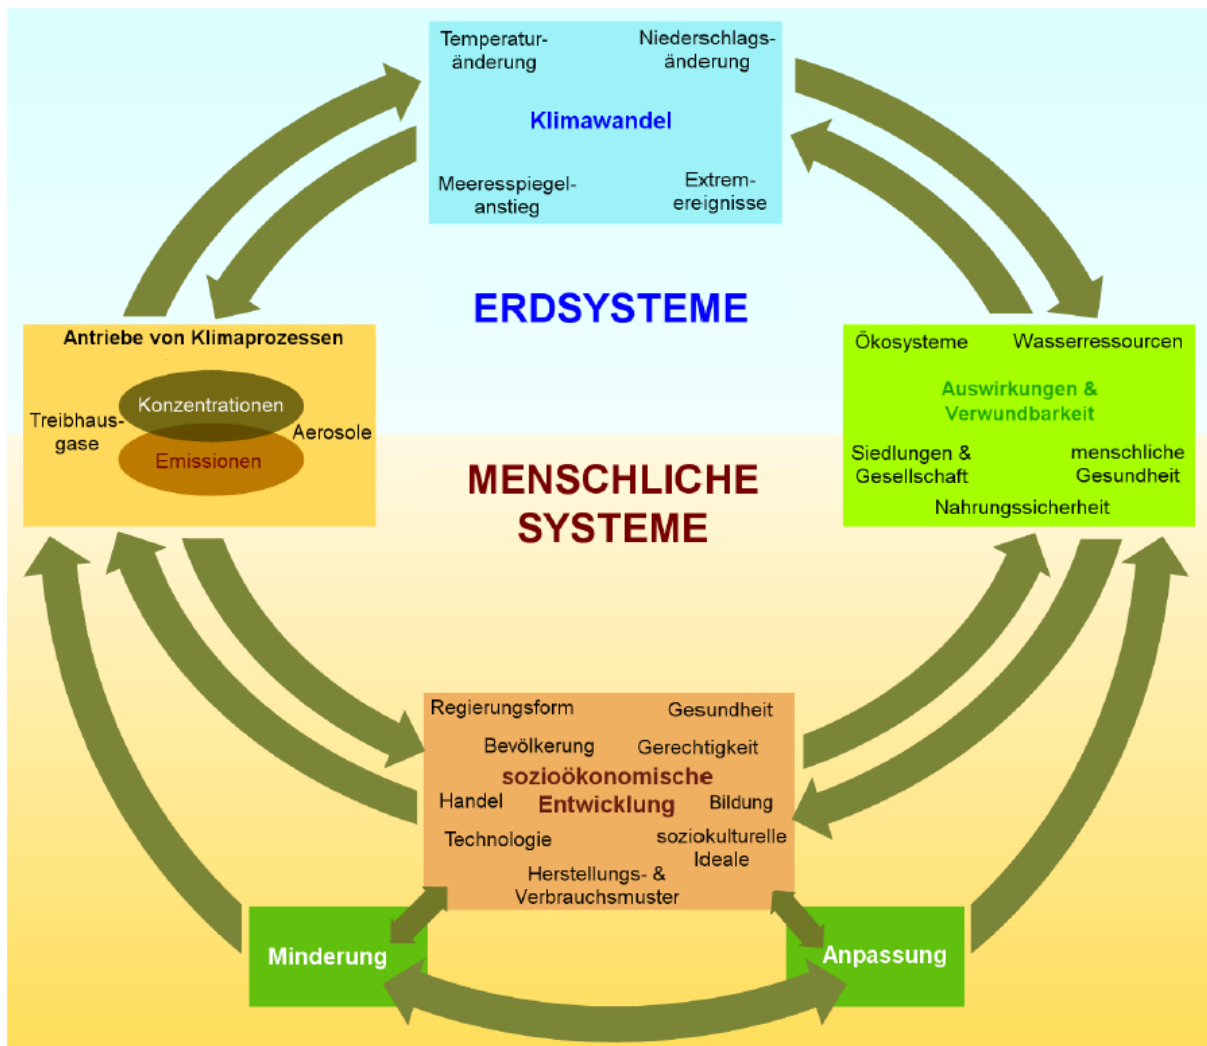 Temperatur-
änderung
Niederschlags-
änderung
Klimawandel
Meeresspiegel-
anstieg
Extrem-
ereignisse
ERDSYSTEME
Antriebe von Klimaprozessen
Konzentrationen
Treibhaus-
gase
Aerosole
Emissionen
Ökosysteme
Wasserressourcen
Auswirkungen &
Verwundbarkeit
Siedlungen &
Gesellschaft
menschliche
Gesundheit
Nahrungssicherheit
MENSCHLICHE
SYSTEME
Regierungsform
Gesundheit
Bevölkerung
Gerechtigkeit
sozioökonomische
Entwicklung
Handel
Bildung
Technologie
soziokulturelle
Ideale
Herstellungs- &
Verbrauchsmuster
Minderung
Anpassung